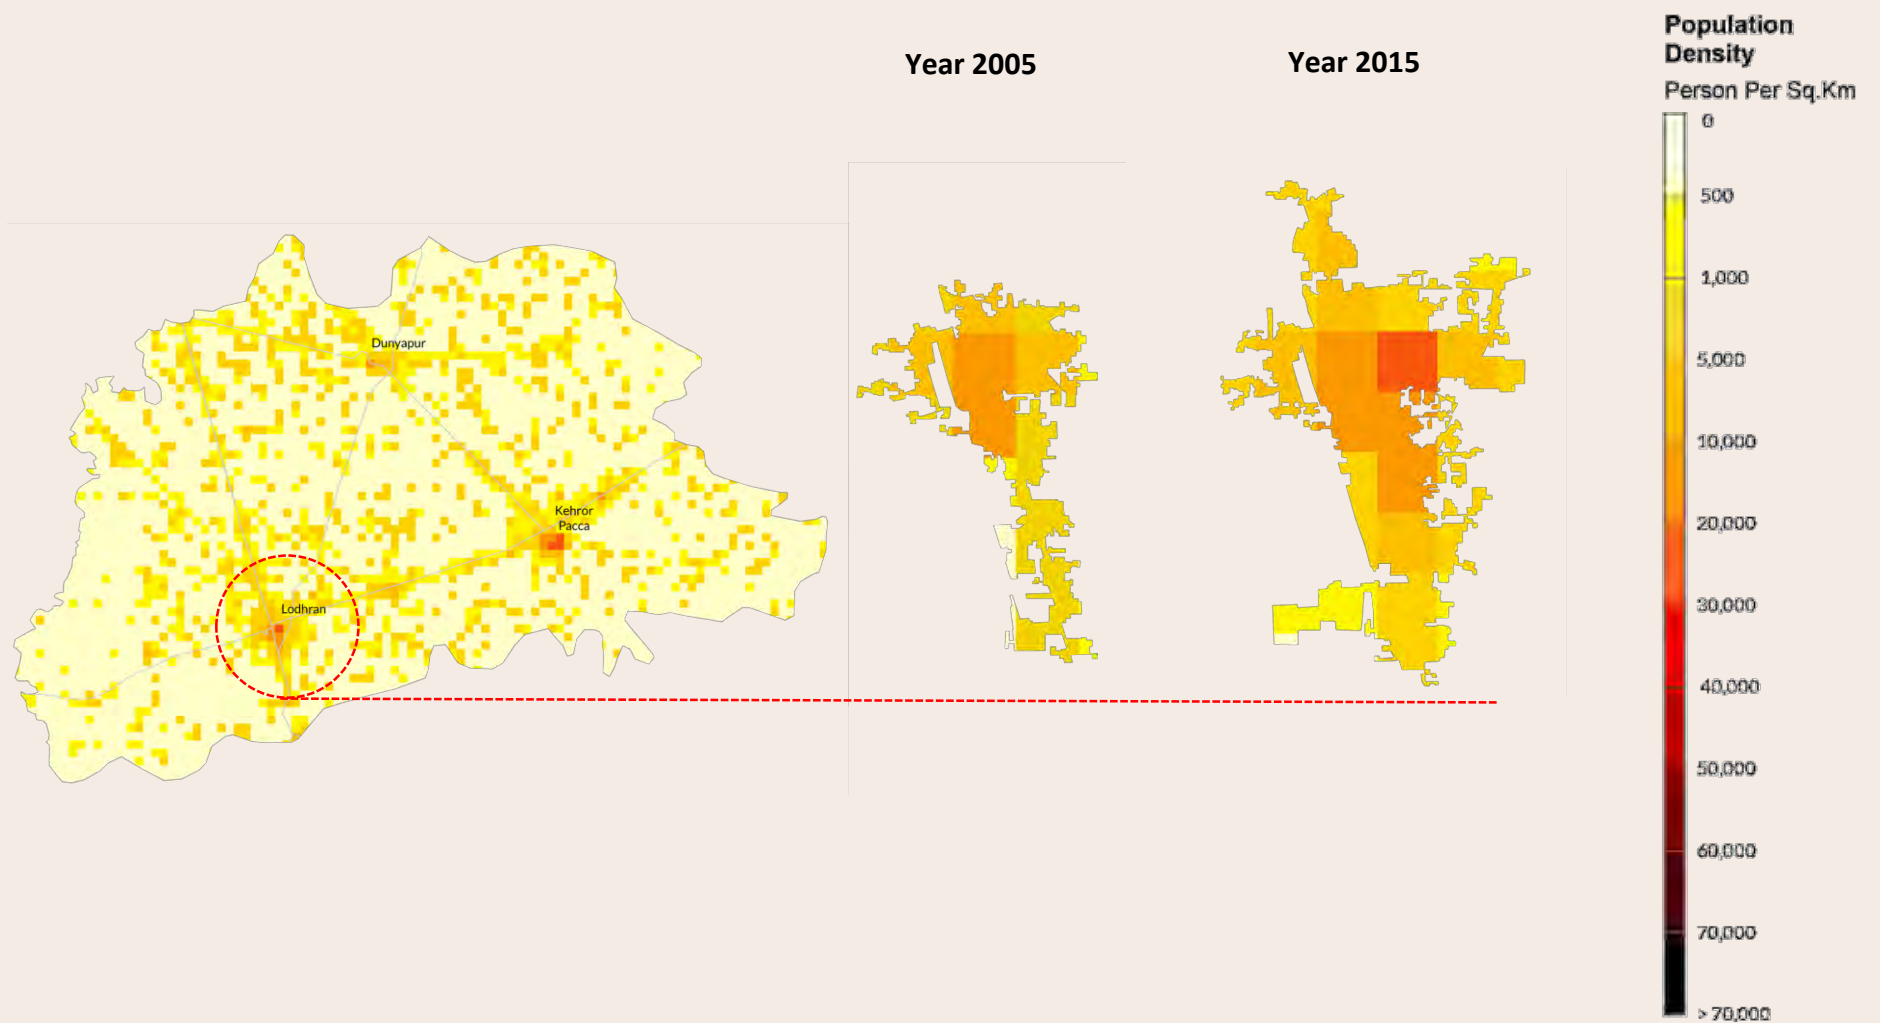 Year 2005
Year 2015
Population
Density
Person Per Sq.Km
0
500
1,000
5,000
10,000
20,000
30,000
40,000
50,000
60,000
70,000
> 70,000
Dunyapur
Kehror
Pacca
Lodhran